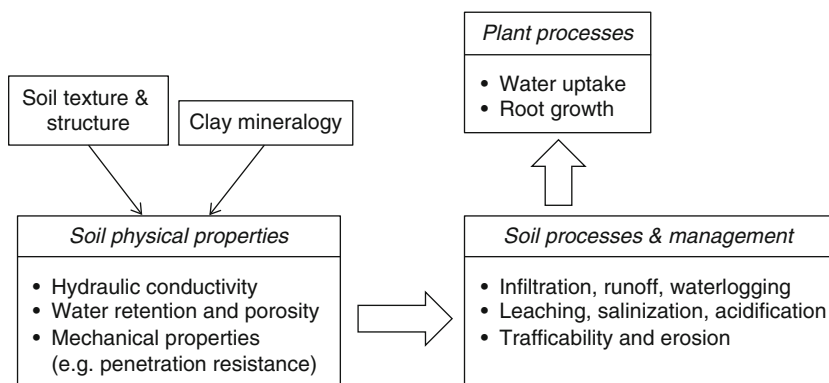 Plant processes
• Water uptake
• Root growth
Soil texture &
structure
Clay mineralogy
Soil physical properties
• Hydraulic conductivity
• Water retention and porosity
• Mechanical properties
(e.g. penetration resistance)
Soil processes & management
• Infiltration, runoff, waterlogging
• Leaching, salinization, acidification
• Trafficability and erosion